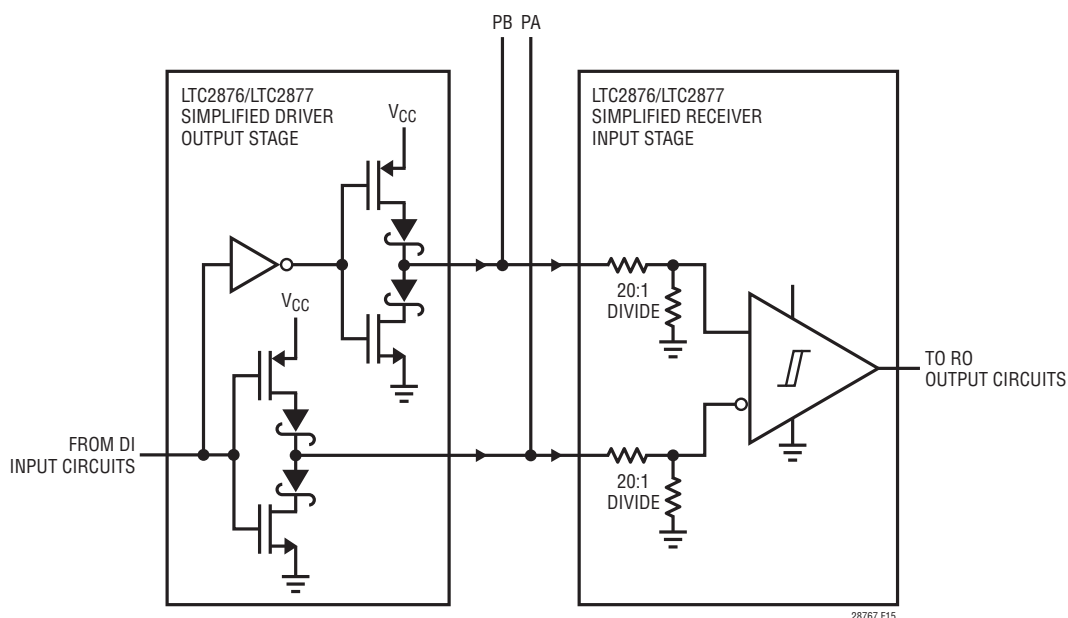 PB PA
LTC2876/LTC2877
SIMPLIFIED DRIVER
OUTPUT STAGE
VCC
VCC
FROM DI
INPUT CIRCUITS
LTC2876/LTC2877
SIMPLIFIED RECEIVER
INPUT STAGE
20:1
DIVIDE
20:1
DIVIDE
TO RO
OUTPUT CIRCUITS
28767 F15